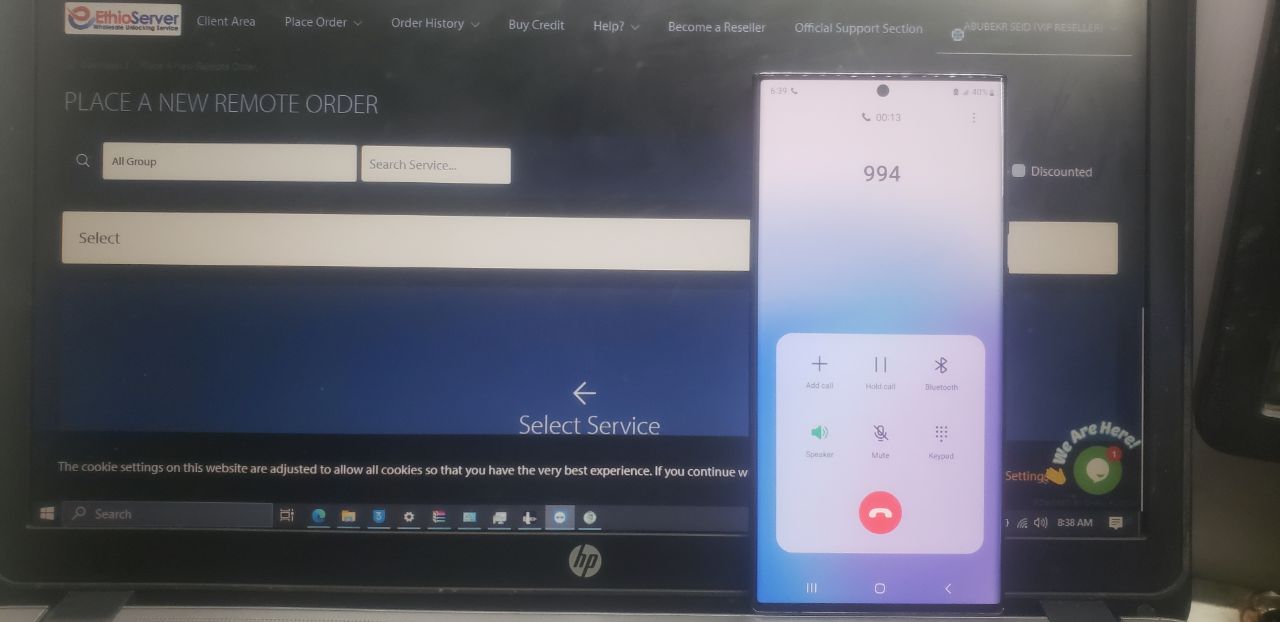 EthioServer
Wholesale Unlocking Service
Client Area
Place Order
Order History
Buy Credit
Help?
Become a Reseller
Official Support Section
ABUBEKR SEID (VIP RESELLER)
PLACE A NEW REMOTE ORDER
All Group
Search Service...
Discounted
Select
Select Service
The cookie settings on this website are adjusted to allow all cookies so that you have the very best experience. If you continue w
Settings
We Are Here!
1
Search
8:38 AM
hp
6:39
40%
00:13
994
Add call
Hold call
Bluetooth
Speaker
Mute
Keypad